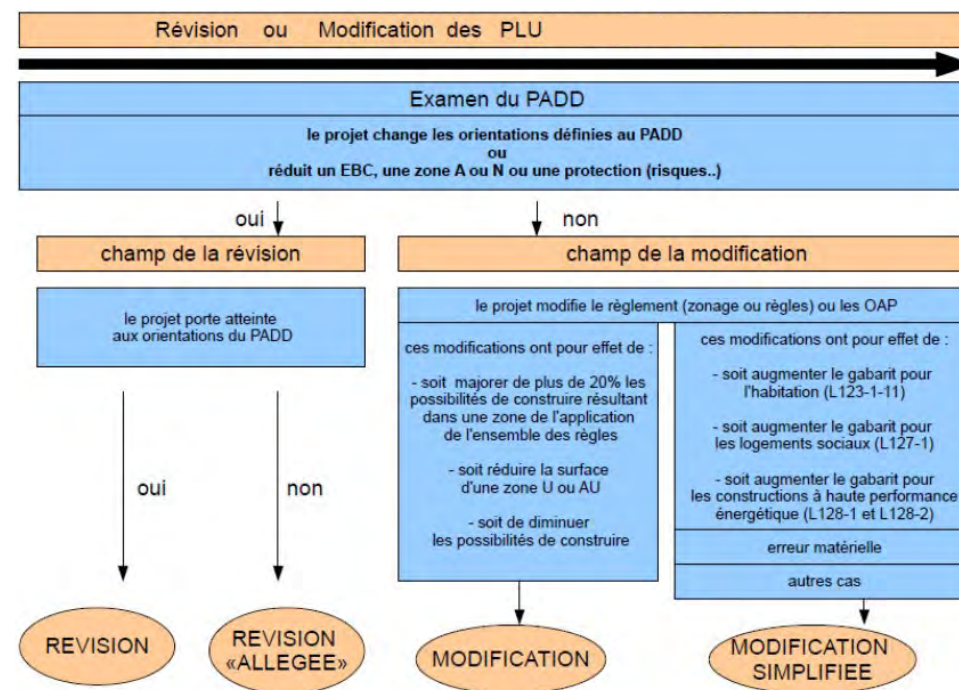 Révision ou Modification des PLU
Examen du PADD
le projet change les orientations définies au PADD
ou
réduit un EBC, une zone A ou N ou une protection (risques..)
oui
non
champ de la révision
champ de la modification
le projet porte atteinte
aux orientations du PADD
le projet modifie le règlement (zonage ou règles) ou les OAP
ces modifications ont pour effet de :
- soit majorer de plus de 20% les
possibilités de construire résultant
dans une zone de l'application
de l'ensemble des règles
- soit réduire la surface
d'une zone U ou AU
- soit de diminuer
les possibilités de construire
ces modifications ont pour effet de :
- soit augmenter le gabarit pour
l'habitation (L123-1-11)
- soit augmenter le gabarit pour
les logements sociaux (L127-1)
- soit augmenter le gabarit pour
les constructions à haute performance
énergétique (L128-1 et L128-2)
erreur matérielle
autres cas
oui
non
REVISION
REVISION
«ALLEGEE»
MODIFICATION
MODIFICATION
SIMPLIFIEE